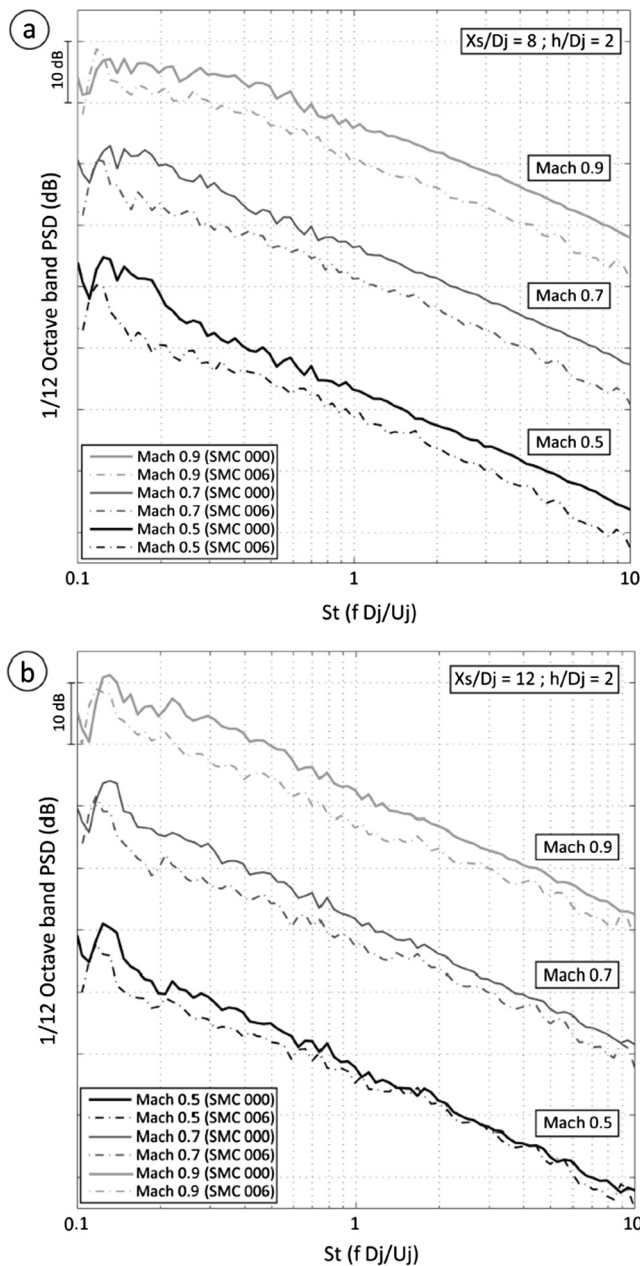 a
Xs/Dj = 8 ; h/Dj = 2
10 dB
1/12 Octave band PSD (dB)
Mach 0.9
Mach 0.7
Mach 0.5
Mach 0.9 (SMC 000)
Mach 0.9 (SMC 006)
Mach 0.7 (SMC 000)
Mach 0.7 (SMC 006)
Mach 0.5 (SMC 000)
Mach 0.5 (SMC 006)
0.1 1 10
St (f Dj/Uj)
b
Xs/Dj = 12 ; h/Dj = 2
10 dB
1/12 Octave band PSD (dB)
Mach 0.9
Mach 0.7
Mach 0.5
Mach 0.5 (SMC 000)
Mach 0.5 (SMC 006)
Mach 0.7 (SMC 000)
Mach 0.7 (SMC 006)
Mach 0.9 (SMC 000)
Mach 0.9 (SMC 006)
0.1 1 10
St (f Dj/Uj)